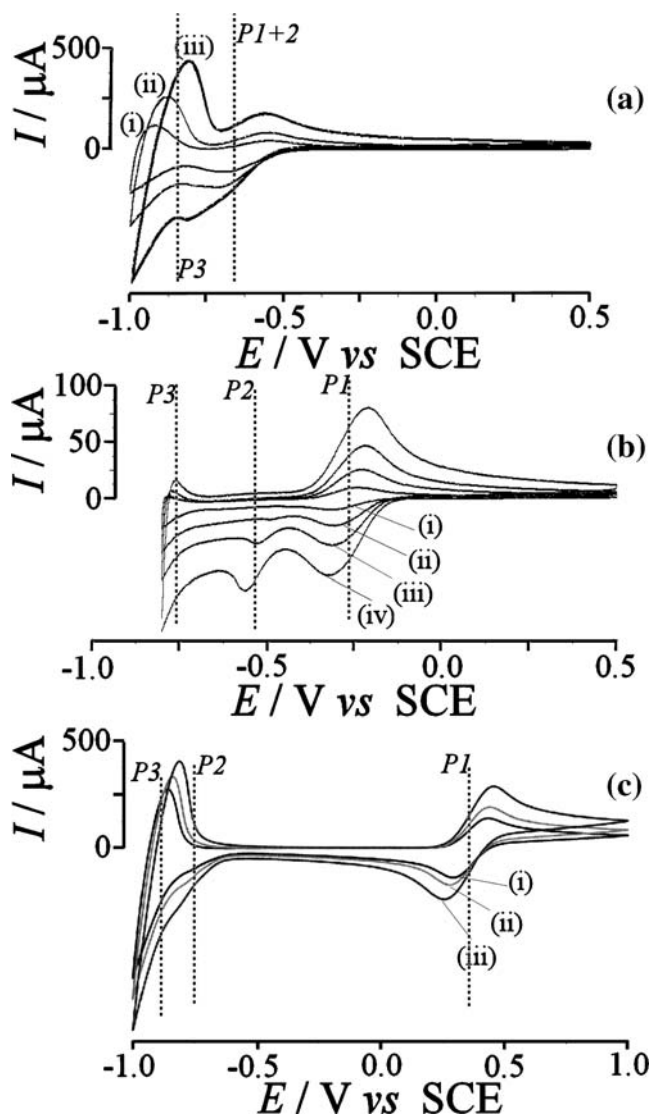 500
0
I / μA
(i)
(ii)
(iii)
P1+2
P3
(a)
-1.0 -0.5 0.0 0.5
E / V vs SCE
100
50
0
I / μA
P3 P2 P1
(b)
(i)
(ii)
(iii)
(iv)
-1.0 -0.5 0.0 0.5
E / V vs SCE
500
0
I / μA
P3 P2 P1
(c)
(i)
(ii)
(iii)
-1.0 -0.5 0.0 0.5 1.0
E / V vs SCE